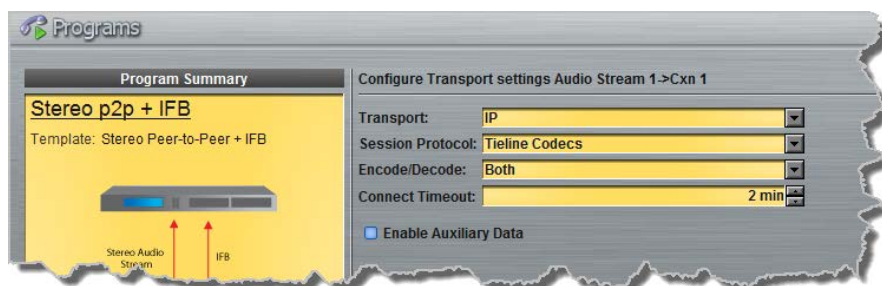 Programs
Program Summary
Stereo p2p + IFB
Template: Stereo Peer-to-Peer + IFB
Stereo Audio
Stream
IFB
Configure Transport settings Audio Stream 1->Cxn 1
Transport: IP
Session Protocol: Tieline Codecs
Encode/Decode: Both
Connect Timeout: 2 min
Enable Auxiliary Data